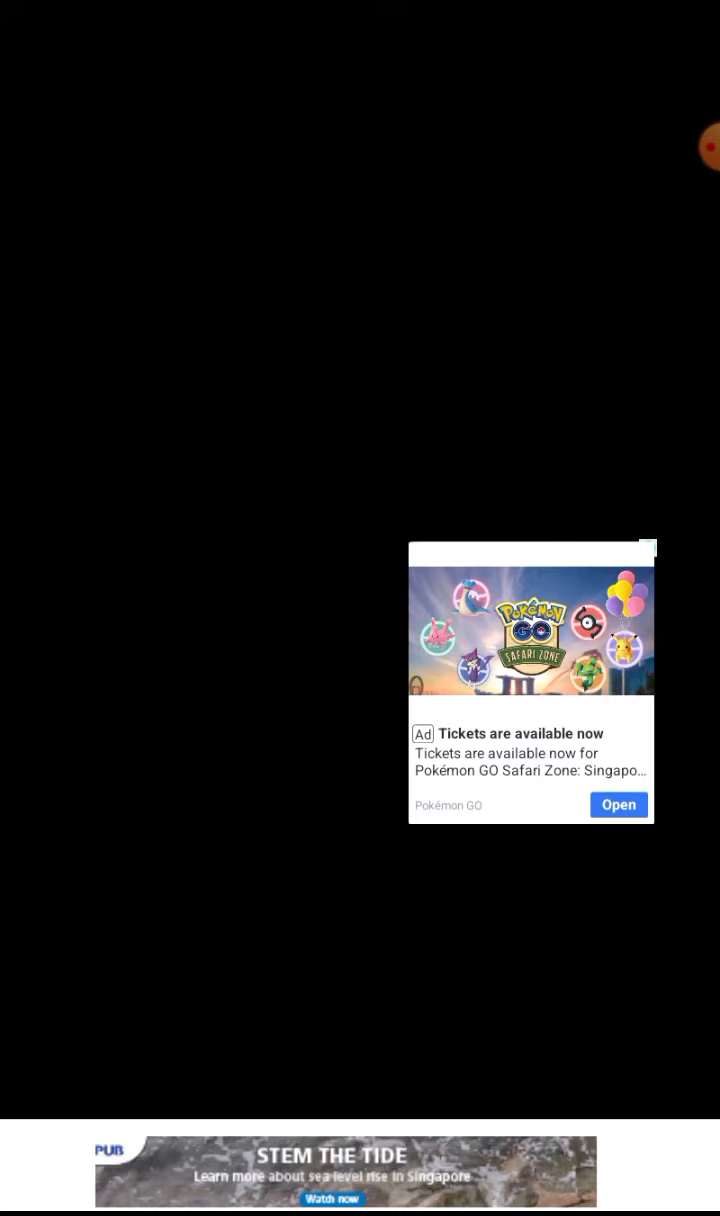 POKÉMON
GO
SAFARI ZONE
Ad Tickets are available now
Tickets are available now for
Pokémon GO Safari Zone: Singapo...
Pokémon GO
Open
PUB
STEM THE TIDE
Learn more about sea level rise in Singapore
Watch now